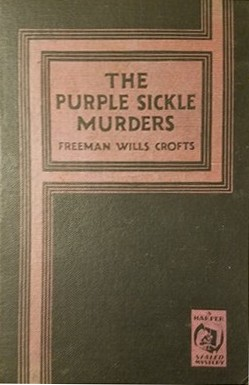 THE
PURPLE SICKLE
MURDERS
FREEMAN WILLS CROFTS
A
HARPER
SEALED
MYSTERY